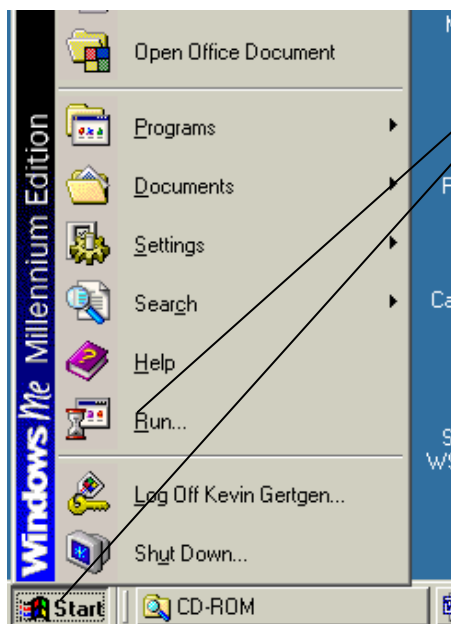 Open Office Document
Programs
Documents
Settings
Search
Help
Run...
Log Off Kevin Gertgen...
Shut Down...
Windows Me Millennium Edition
Start
CD-ROM